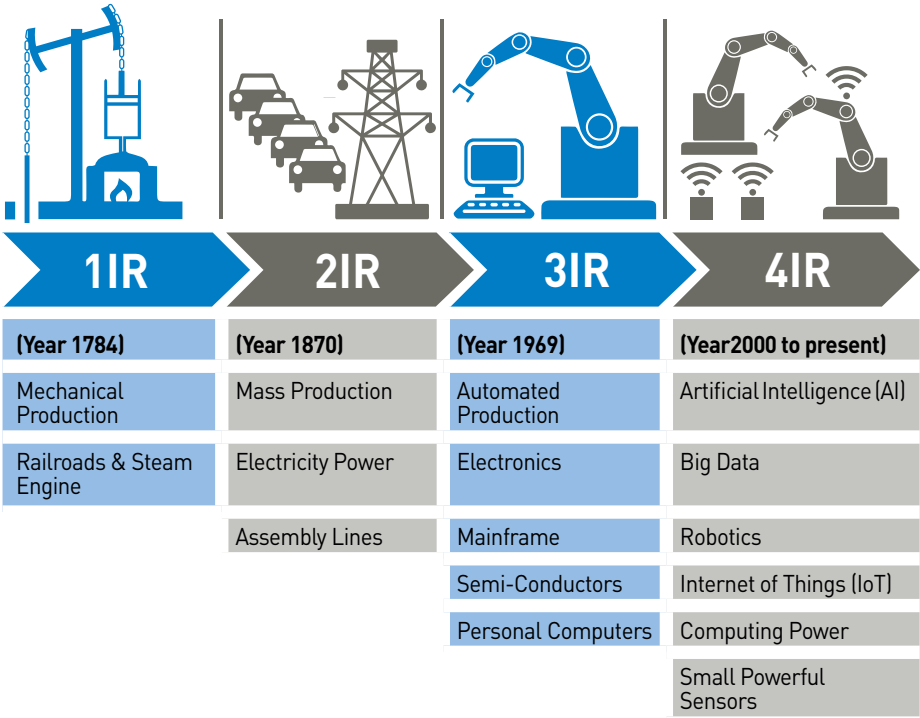 1IR
2IR
3IR
4IR
(Year 1784)
(Year 1870)
(Year 1969)
(Year2000 to present)
Mechanical
Production
Mass Production
Automated
Production
Artificial Intelligence (AI)
Railroads & Steam
Engine
Electricity Power
Electronics
Big Data
Assembly Lines
Mainframe
Robotics
Semi-Conductors
Internet of Things (IoT)
Personal Computers
Computing Power
Small Powerful
Sensors